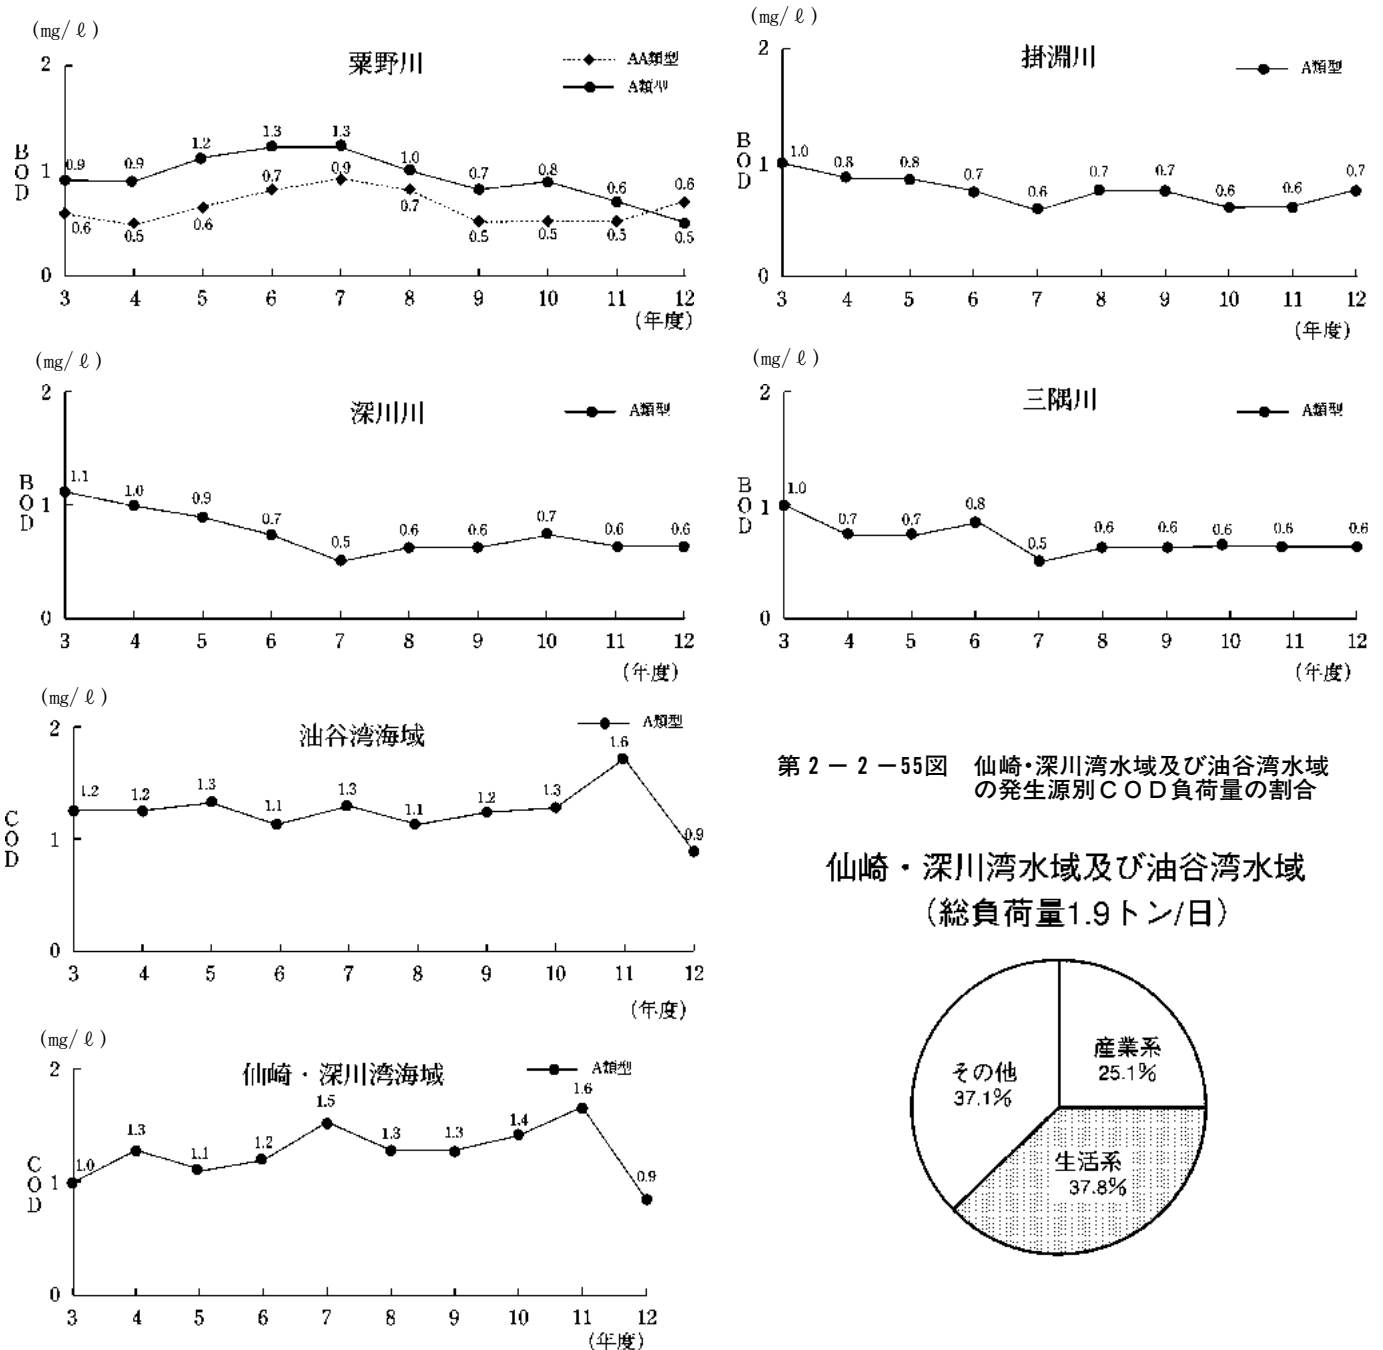 (mg/ℓ)
粟野川
AA類型
A類型
BOD
2
1
0
0.9 0.9 1.2 1.3 1.3 1.0 0.7 0.8 0.6 0.6
0.6 0.5 0.6 0.7 0.9 0.7 0.5 0.5 0.5 0.5
3 4 5 6 7 8 9 10 11 12
(年度)
(mg/ℓ)
掛淵川
A類型
BOD
2
1
0
1.0 0.8 0.8 0.7 0.6 0.7 0.7 0.6 0.6 0.7
3 4 5 6 7 8 9 10 11 12
(年度)
(mg/ℓ)
深川川
A類型
BOD
2
1
0
1.1 1.0 0.9 0.7 0.5 0.6 0.6 0.7 0.6 0.6
3 4 5 6 7 8 9 10 11 12
(年度)
(mg/ℓ)
三隅川
A類型
BOD
2
1
0
1.0 0.7 0.7 0.8 0.5 0.6 0.6 0.6 0.6 0.6
3 4 5 6 7 8 9 10 11 12
(年度)
(mg/ℓ)
油谷湾海域
A類型
COD
2
1
0
1.2 1.2 1.3 1.1 1.3 1.1 1.2 1.3 1.6 0.9
3 4 5 6 7 8 9 10 11 12
(年度)
(mg/ℓ)
仙崎・深川湾海域
A類型
COD
2
1
0
1.0 1.3 1.1 1.2 1.5 1.3 1.3 1.4 1.6 0.9
3 4 5 6 7 8 9 10 11 12
(年度)
第2-2-55図 仙崎・深川湾水域及び油谷湾水域
の発生源別COD負荷量の割合
仙崎・深川湾水域及び油谷湾水域
(総負荷量1.9トン/日)
産業系
25.1%
生活系
37.8%
その他
37.1%